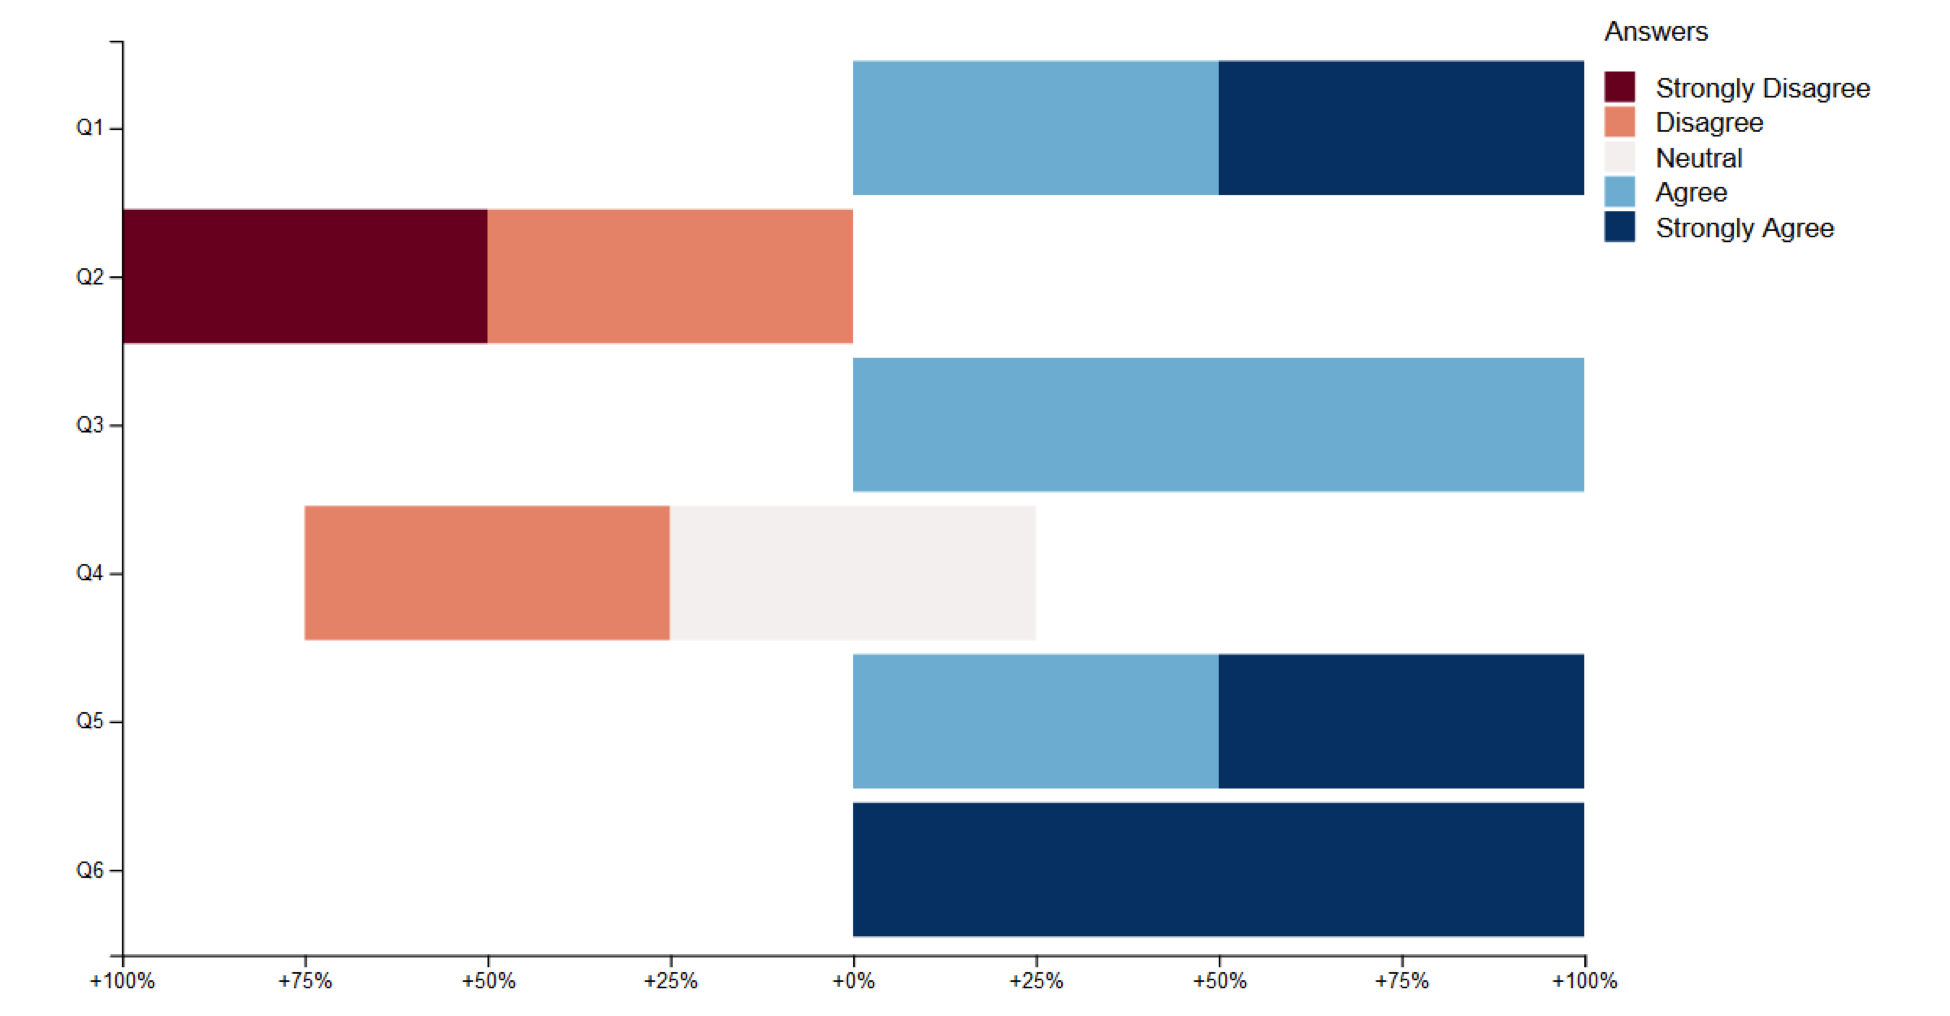 Answers
Strongly Disagree
Disagree
Neutral
Agree
Strongly Agree
Q1
Q2
Q3
Q4
Q5
Q6
+100% +75% +50% +25% +0% +25% +50% +75% +100%